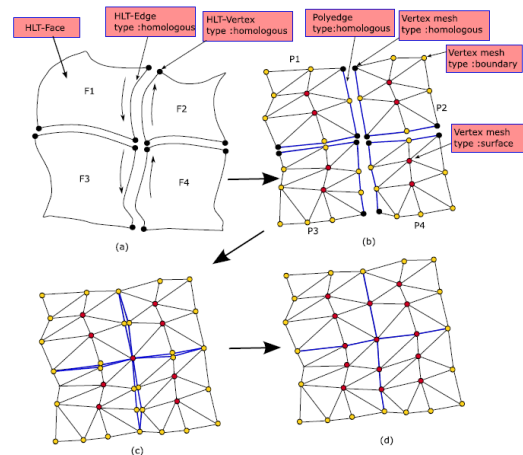 HLT-Face
HLT-Edge
type :homologous
HLT-Vertex
type :homologous
Polyedge
type:homologous
Vertex mesh
type :homologous
Vertex mesh
type :boundary
Vertex mesh
type :surface
F1
F2
F3
F4
(a)
P1
P2
P3
P4
(b)
(c)
(d)